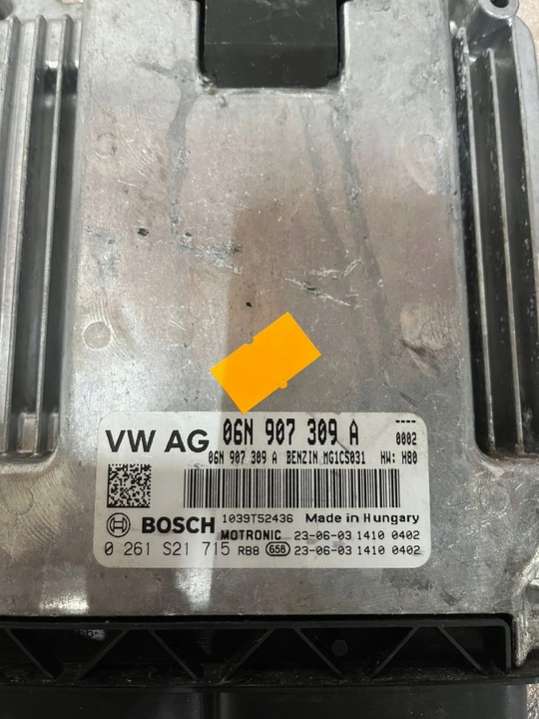 VW AG 06N 907 309 A ----
0002
06N 907 309 A BENZIN MG1CS031 HW: H80
BOSCH 1039T52436 Made in Hungary
MOTRONIC 23-06-03 1410 0402
0 261 S21 715 RB8 658 23-06-03 1410 0402